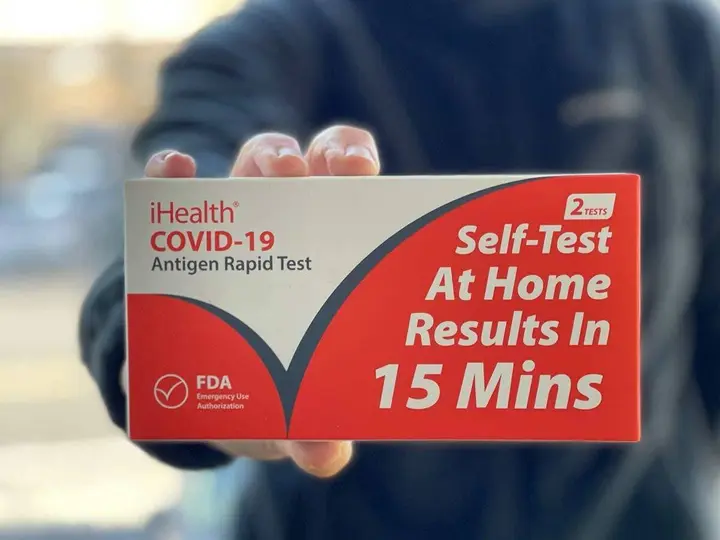 iHealth®
COVID-19
Antigen Rapid Test
2 TESTS
Self-Test
At Home
Results In
15 Mins
FDA
Emergency Use
Authorization